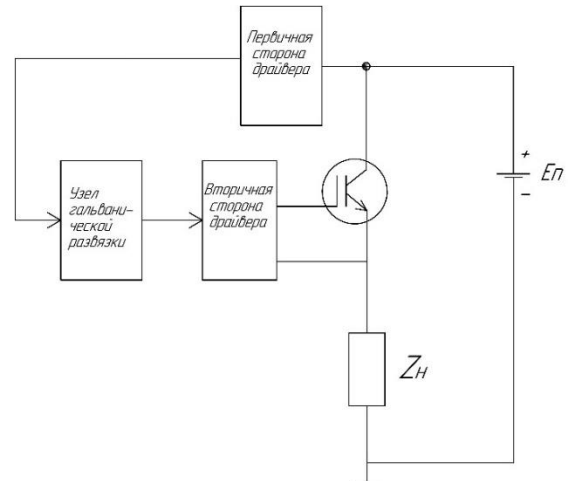 Первичная
сторона
драйвера
Узел
гальвани-
ческой
развязки
Вторичная
сторона
драйвера
+
Еп
−
Zн